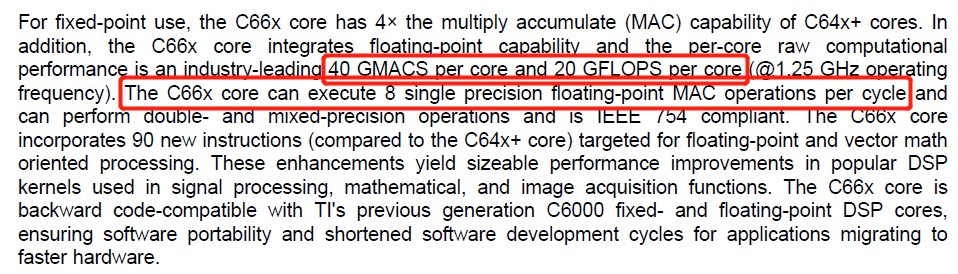 For fixed-point use, the C66x core has 4× the multiply accumulate (MAC) capability of C64x+ cores. In
addition, the C66x core integrates floating-point capability and the per-core raw computational
performance is an industry-leading 40 GMACS per core and 20 GFLOPS per core (@1.25 GHz operating
frequency). The C66x core can execute 8 single precision floating-point MAC operations per cycle and
can perform double- and mixed-precision operations and is IEEE 754 compliant. The C66x core
incorporates 90 new instructions (compared to the C64x+ core) targeted for floating-point and vector math
oriented processing. These enhancements yield sizeable performance improvements in popular DSP
kernels used in signal processing, mathematical, and image acquisition functions. The C66x core is
backward code-compatible with TI's previous generation C6000 fixed- and floating-point DSP cores,
ensuring software portability and shortened software development cycles for applications migrating to
faster hardware.